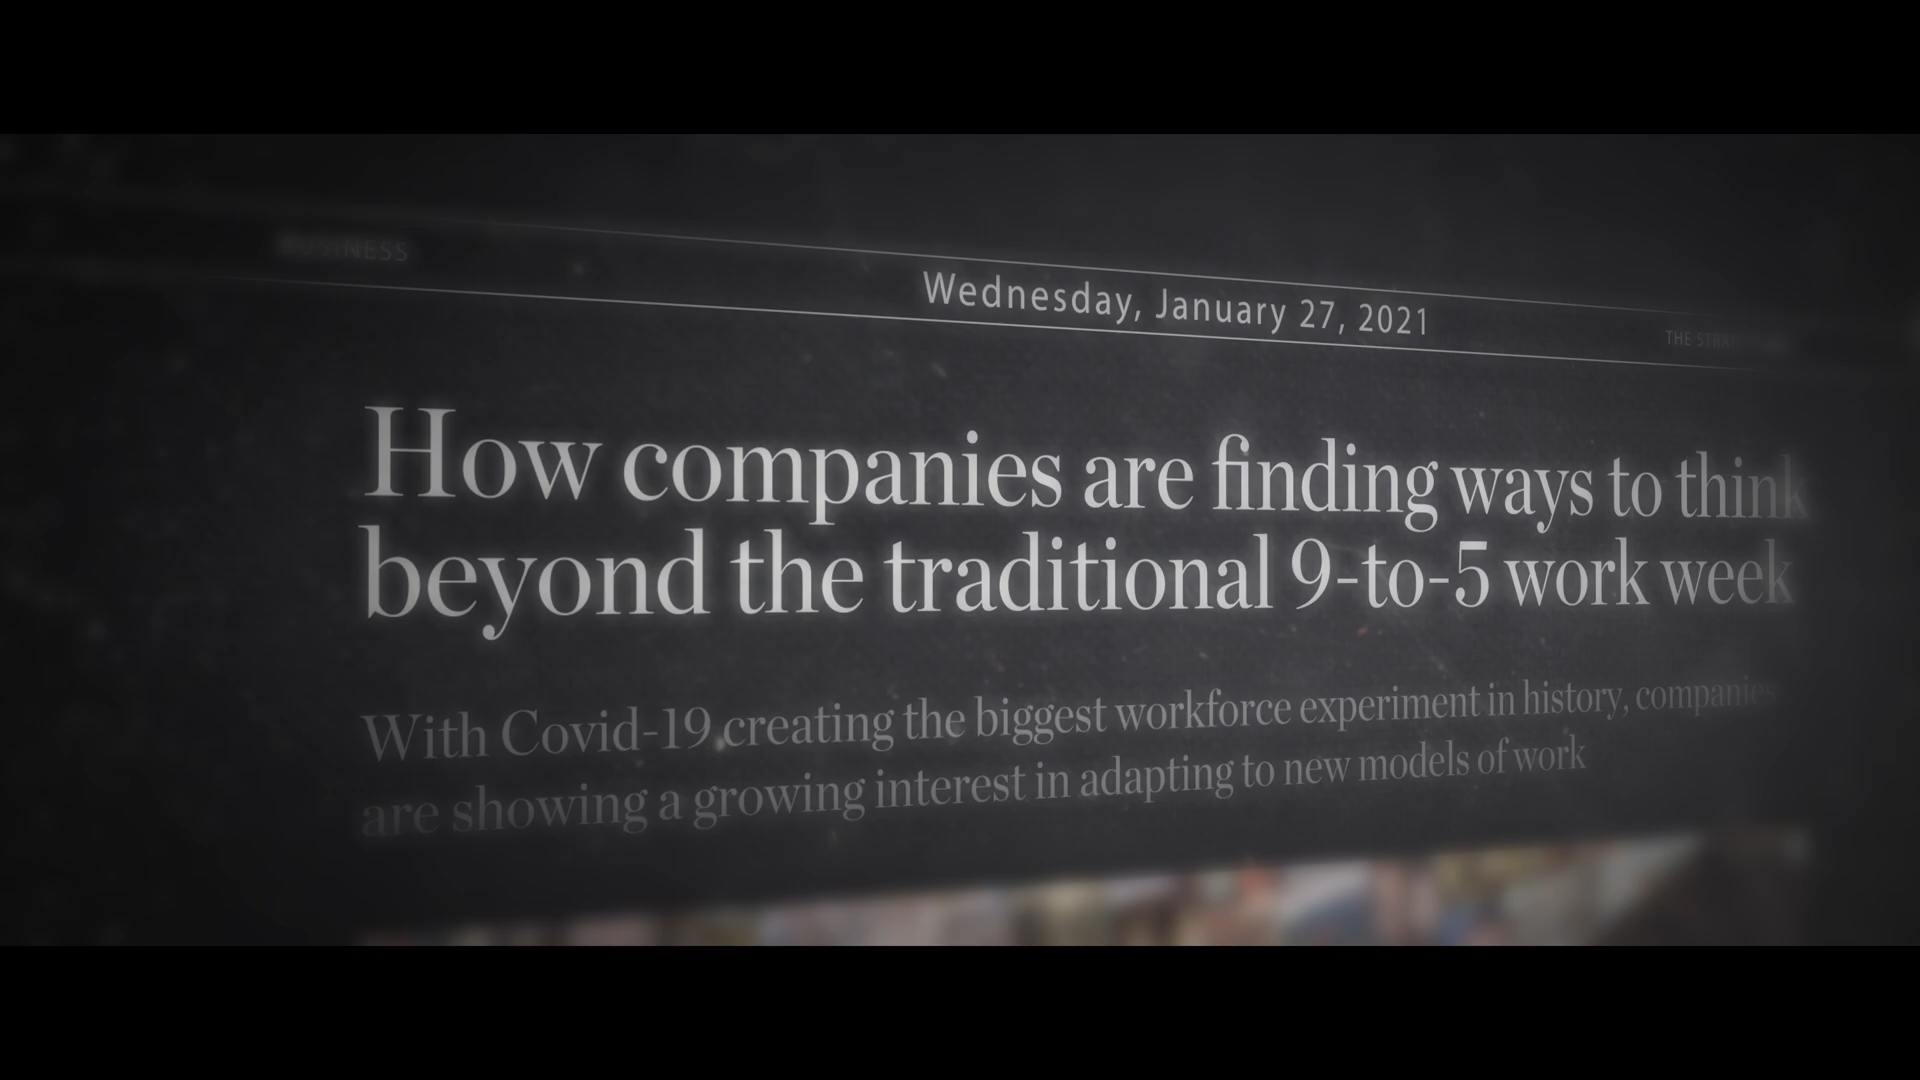 BUSINESS
Wednesday, January 27, 2021
THE
How companies are finding ways to think
beyond the traditional 9-to-5 work week
With Covid-19 creating the biggest workforce experiment in history, companies
are showing a growing interest in adapting to new models of work